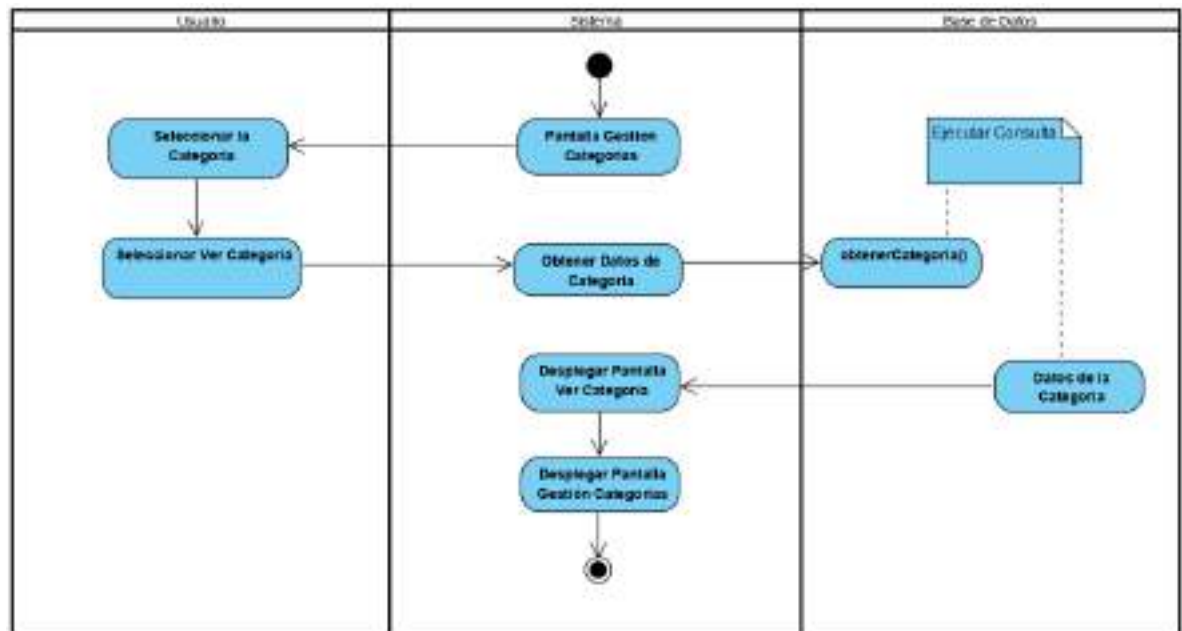 Usuario
Sistema
Base de Datos
Seleccionar la
Categoria
Pantalla Gestion
Categorias
Ejecutar Consulta
Seleccionar Ver Categoria
Obtener Datos de
Categoria
obtenerCategoria()
Desplegar Pantalla
Ver Categoria
Datos de la
Categoria
Desplegar Pantalla
Gestión Categorias